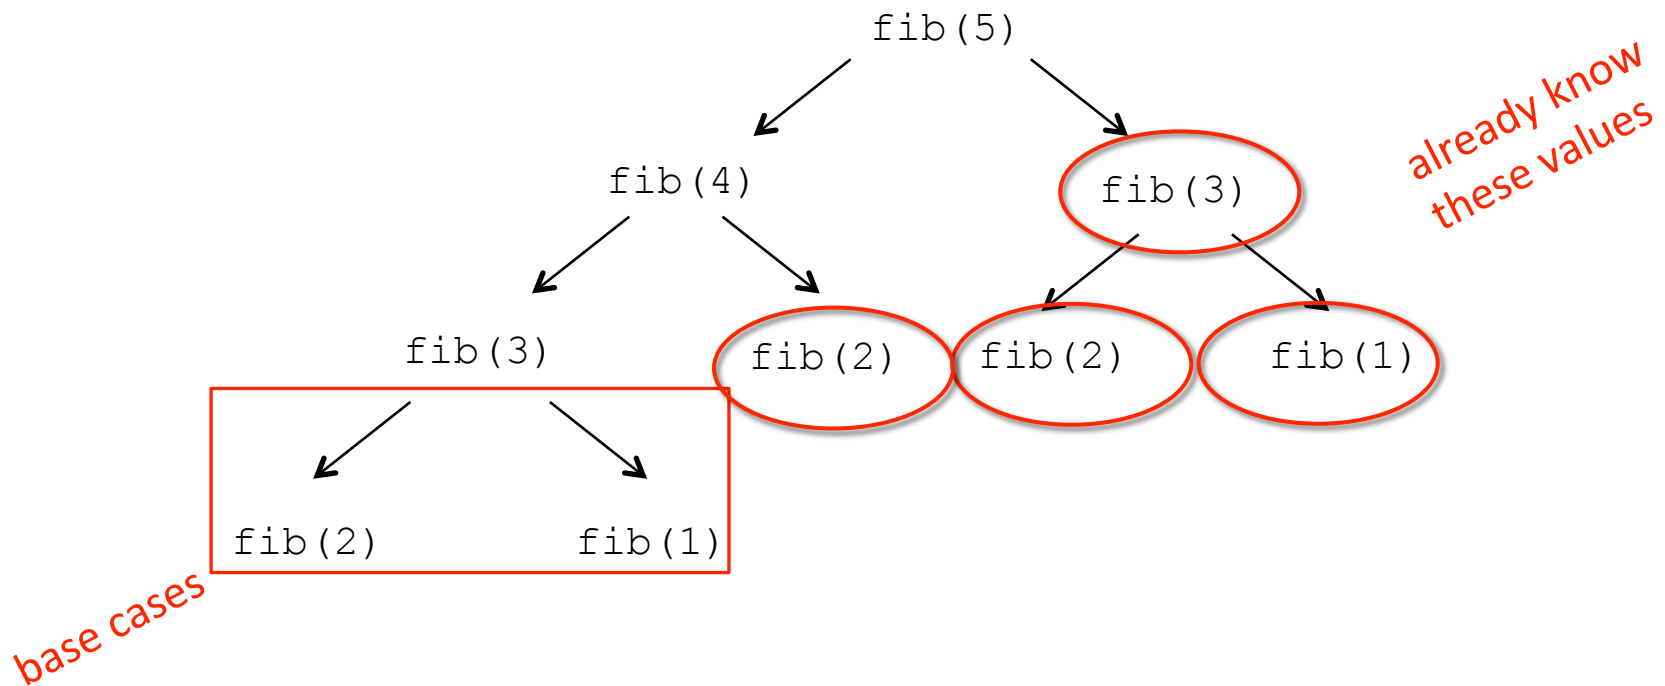 fib(5)
already know
these values
fib(4)
fib(3)
fib(3)
fib(2)
fib(2)
fib(1)
fib(2)
fib(1)
base cases